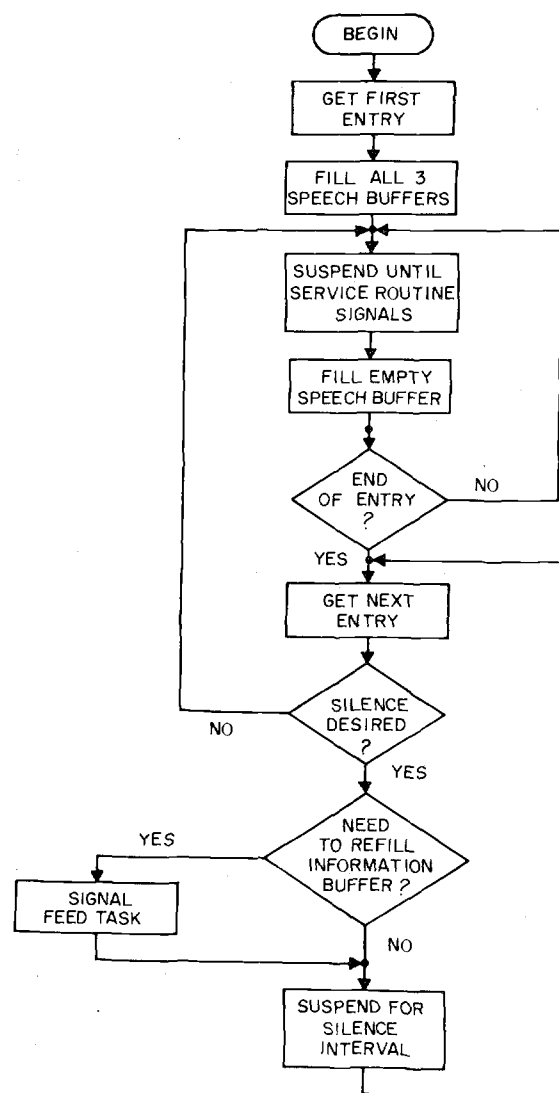 BEGIN
GET FIRST
ENTRY
FILL ALL 3
SPEECH BUFFERS
SUSPEND UNTIL
SERVICE ROUTINE
SIGNALS
FILL EMPTY
SPEECH BUFFER
END
OF ENTRY
?
NO
YES
GET NEXT
ENTRY
SILENCE
DESIRED
?
NO
YES
NEED
TO REFILL
INFORMATION
BUFFER ?
YES
SIGNAL
FEED TASK
NO
SUSPEND FOR
SILENCE
INTERVAL